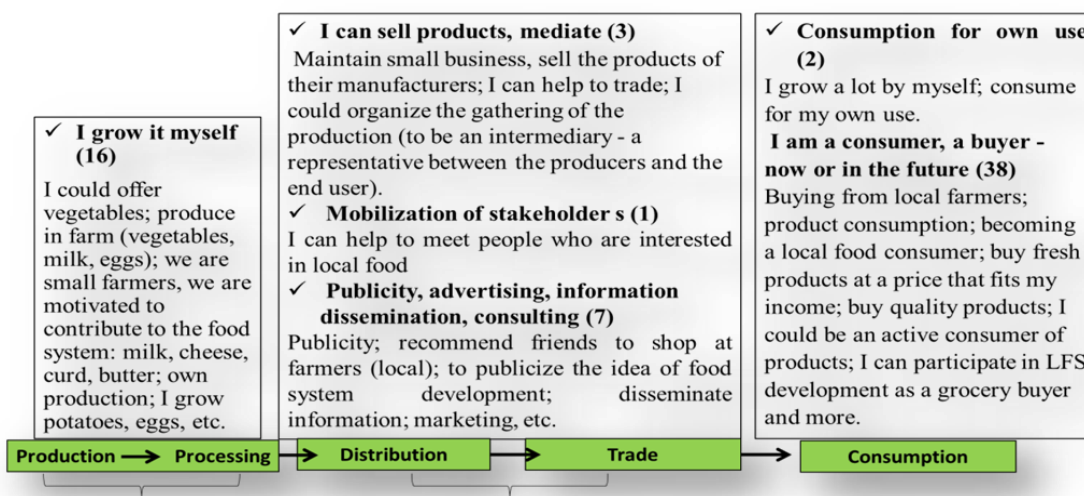 ✓ I grow it myself
(16)
I could offer
vegetables; produce
in farm (vegetables,
milk, eggs); we are
small farmers, we are
motivated to
contribute to the food
system: milk, cheese,
curd, butter; own
production; I grow
potatoes, eggs, etc.
✓ I can sell products, mediate (3)
Maintain small business, sell the products of
their manufacturers; I can help to trade; I
could organize the gathering of the
production (to be an intermediary - a
representative between the producers and the
end user).
✓ Mobilization of stakeholder s (1)
I can help to meet people who are interested
in local food
✓ Publicity, advertising, information
dissemination, consulting (7)
Publicity; recommend friends to shop at
farmers (local); to publicize the idea of food
system development; disseminate
information; marketing, etc.
✓ Consumption for own use
(2)
I grow a lot by myself; consume
for my own use.
I am a consumer, a buyer -
now or in the future (38)
Buying from local farmers;
product consumption; becoming
a local food consumer; buy fresh
products at a price that fits my
income; buy quality products; I
could be an active consumer of
products; I can participate in LFS
development as a grocery buyer
and more.
Production → Processing → Distribution → Trade → Consumption